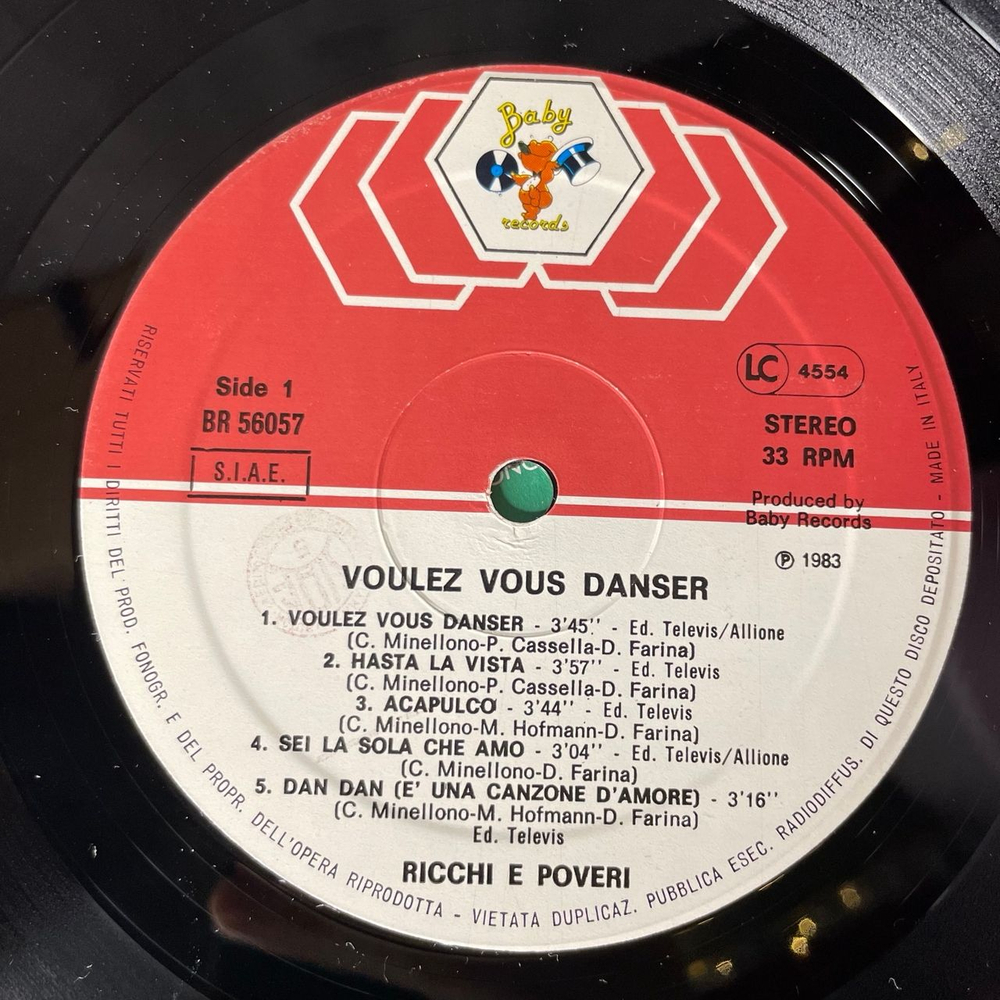 Baby
records
Side 1
BR 56057
S.I.A.E.
LC 4554
STEREO
33 RPM
Produced by
Baby Records
℗ 1983
VOULEZ VOUS DANSER
1. VOULEZ VOUS DANSER - 3'45'' - Ed. Televis/Allione
(C. Minellono-P. Cassella-D. Farina)
2. HASTA LA VISTA - 3'57'' - Ed. Televis
(C. Minellono-P. Cassella-D. Farina)
3. ACAPULCO - 3'44'' - Ed. Televis
(C. Minellono-M. Hofmann-D. Farina)
4. SEI LA SOLA CHE AMO - 3'04'' - Ed. Televis/Allione
(C. Minellono-D. Farina)
5. DAN DAN (E' UNA CANZONE D'AMORE) - 3'16''
(C. Minellono-M. Hofmann-D. Farina)
Ed. Televis
RICCHI E POVERI
RISERVATI TUTTI I DIRITTI DEL PROD. FONOGR. E DEL PROPR. DELL'OPERA RIPRODOTTA - VIETATA DUPLICAZ. PUBBLICA ESEC. RADIODIFFUS. DI QUESTO DISCO DEPOSITATO - MADE IN ITALY